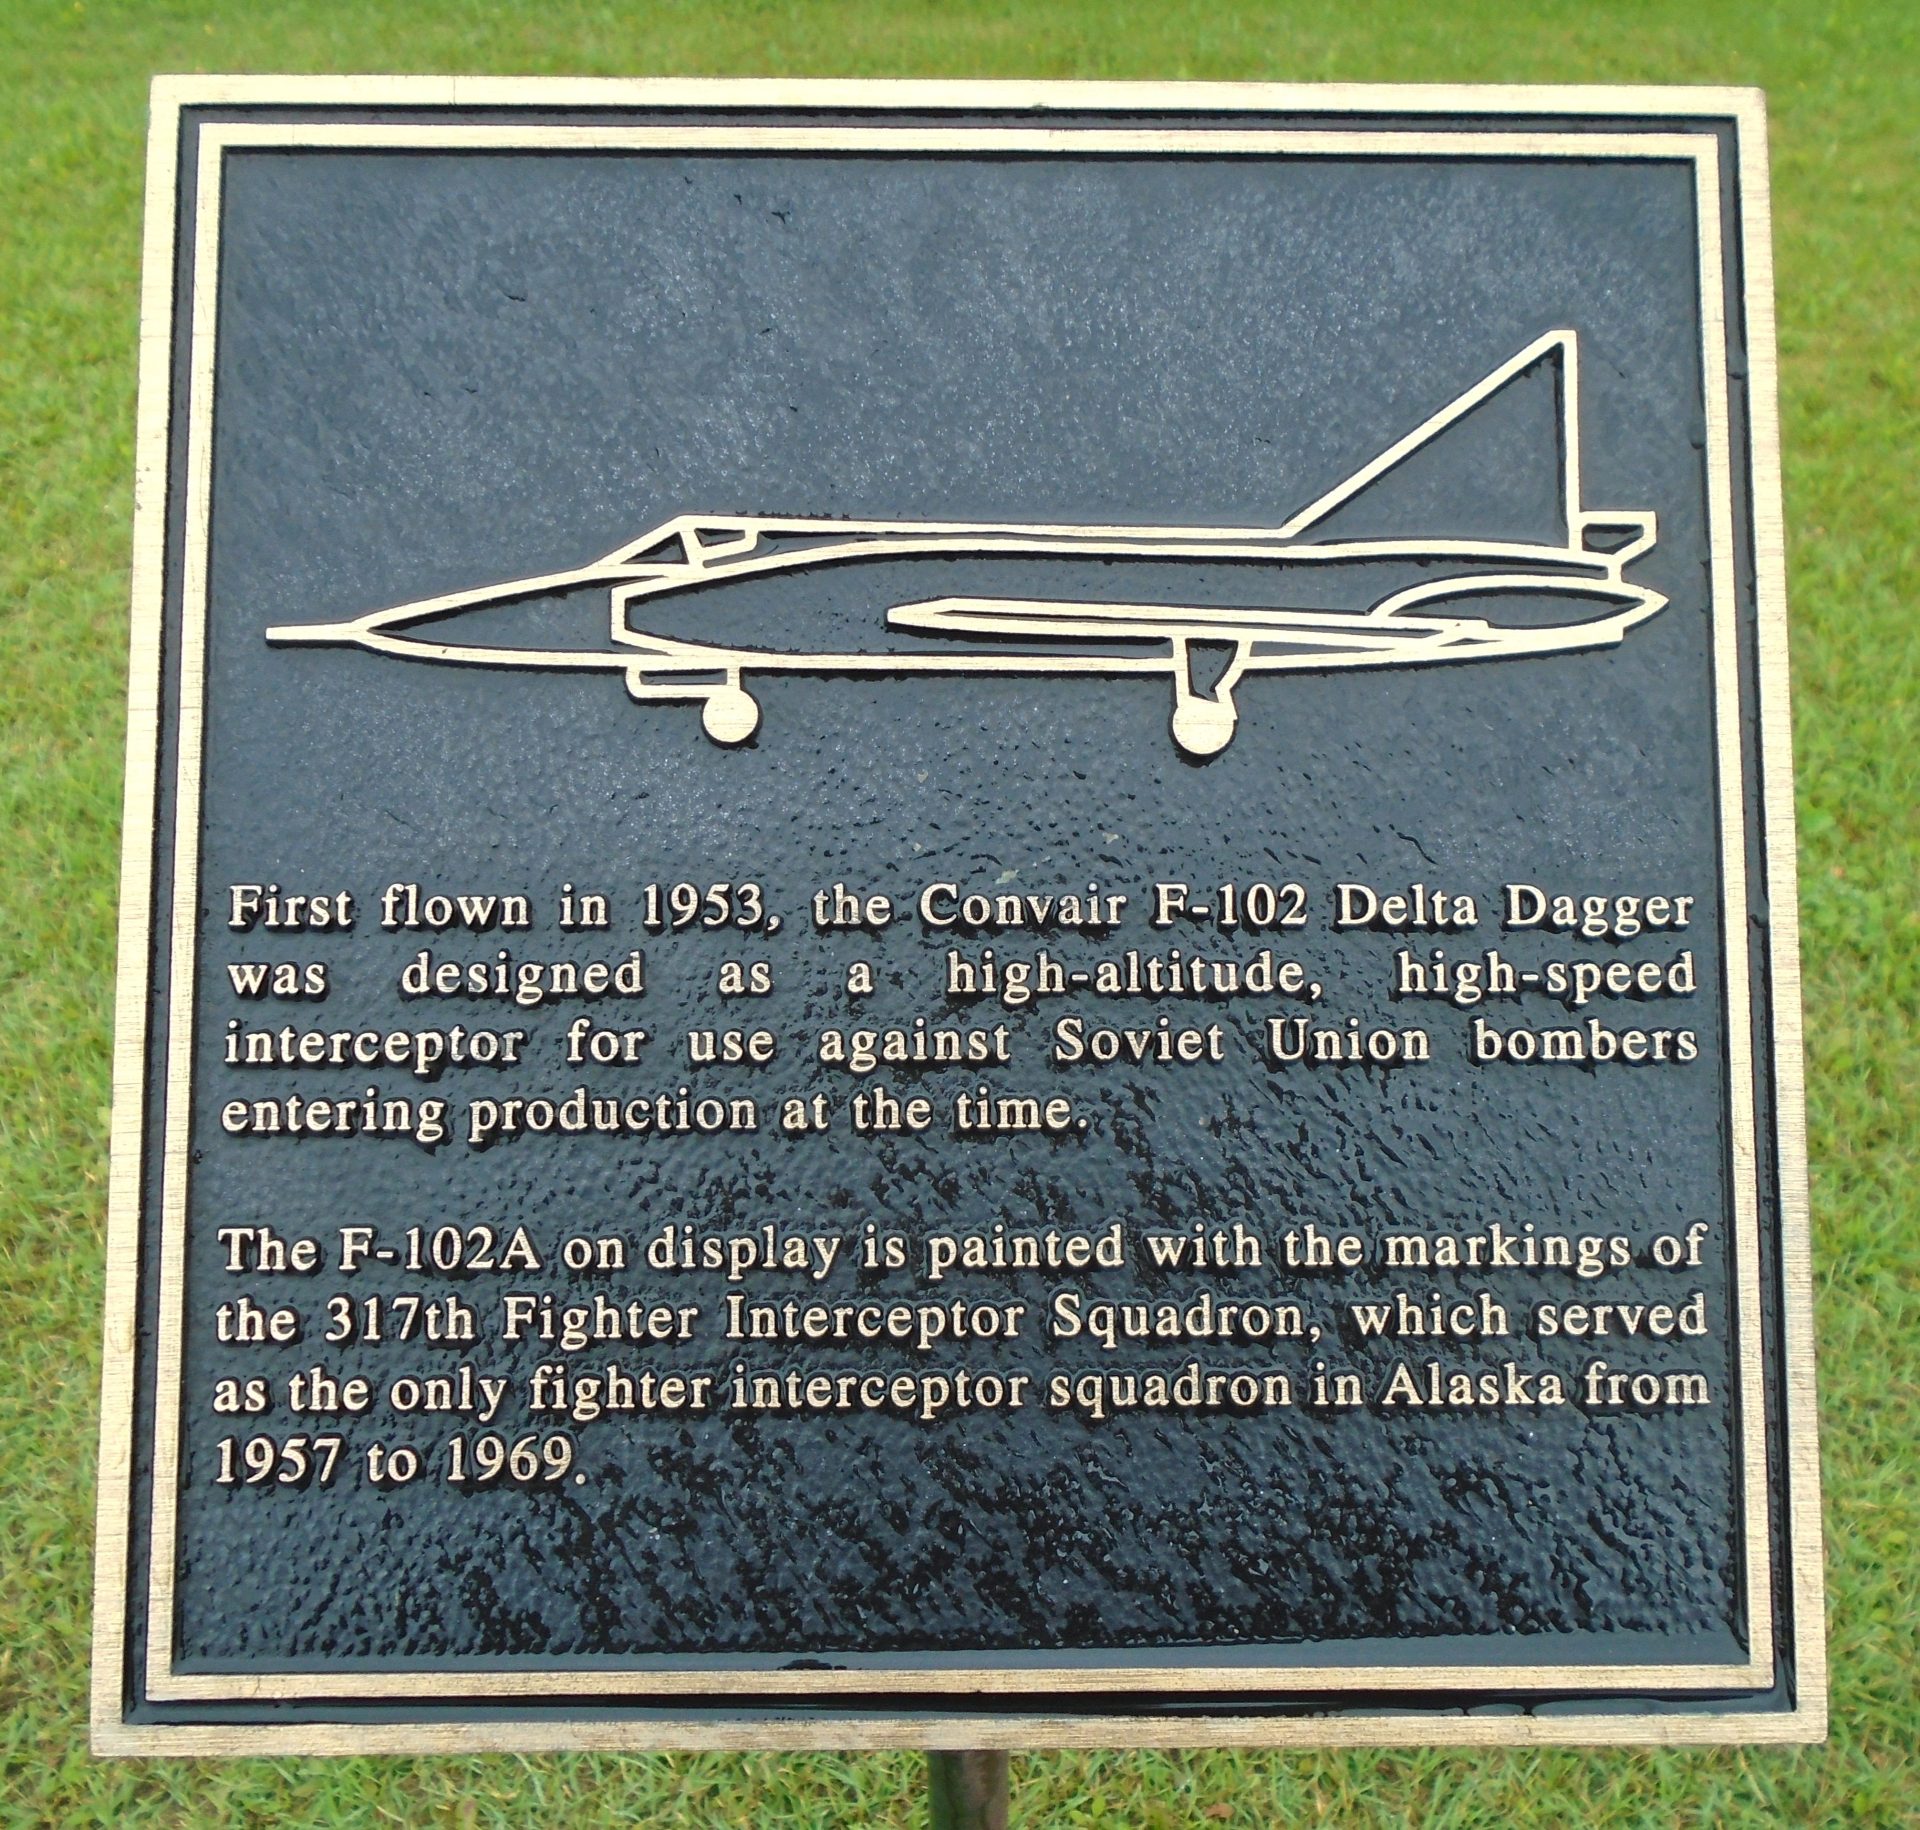 First flown in 1953, the Convair F-102 Delta Dagger
was designed as a high-altitude, high-speed
interceptor for use against Soviet Union bombers
entering production at the time.
The F-102A on display is painted with the markings of
the 317th Fighter Interceptor Squadron, which served
as the only fighter interceptor squadron in Alaska from
1957 to 1969.